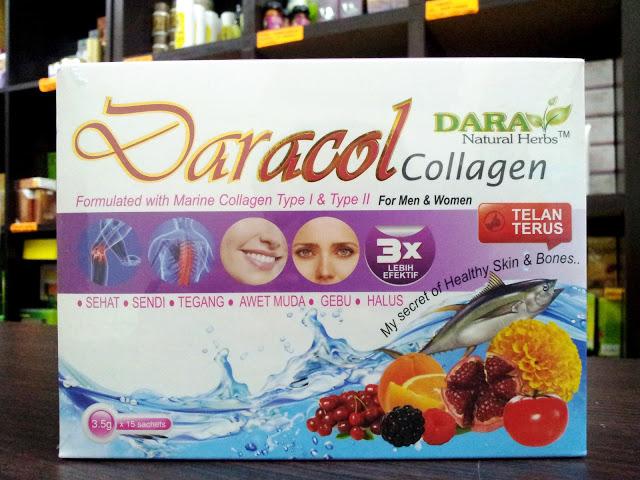 Daracol Collagen
DARA
Natural Herbs™
Formulated with Marine Collagen Type I & Type II For Men & Women
TELAN
TERUS
3x
LEBIH
EFEKTIF
• SEHAT • SENDI • TEGANG • AWET MUDA • GEBU • HALUS
My secret of Healthy Skin & Bones..
3.5g x 15 sachets